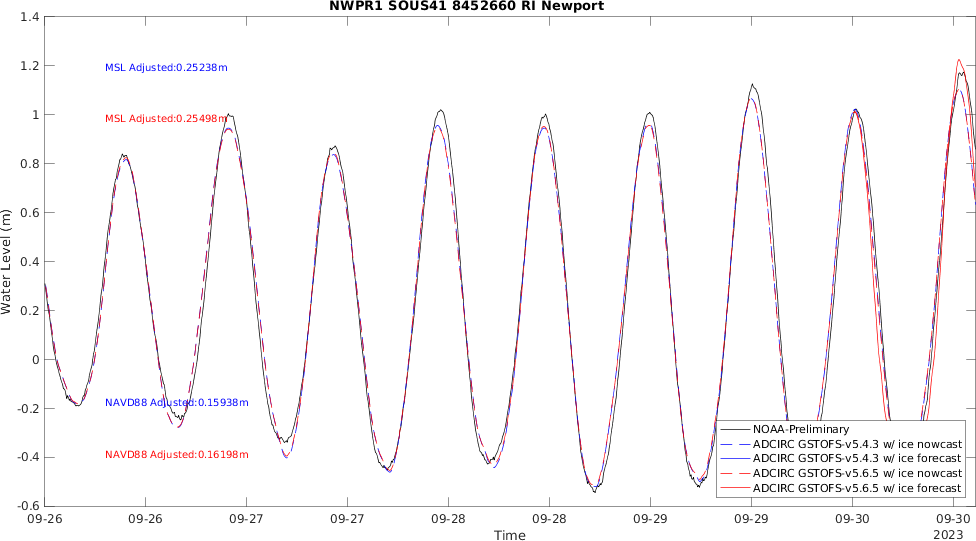 NWPR1 SOUS41 8452660 RI Newport
1.4
1.2
1
0.8
0.6
0.4
0.2
0
-0.2
-0.4
-0.6
Water Level (m)
MSL Adjusted:0.25238m
MSL Adjusted:0.25498m
NAVD88 Adjusted:0.15938m
NAVD88 Adjusted:0.16198m
NOAA-Preliminary
ADCIRC GSTOFS-v5.4.3 w/ ice nowcast
ADCIRC GSTOFS-v5.4.3 w/ ice forecast
ADCIRC GSTOFS-v5.6.5 w/ ice nowcast
ADCIRC GSTOFS-v5.6.5 w/ ice forecast
09-26 09-26 09-27 09-27 09-28 09-28 09-29 09-29 09-30 09-30
2023
Time